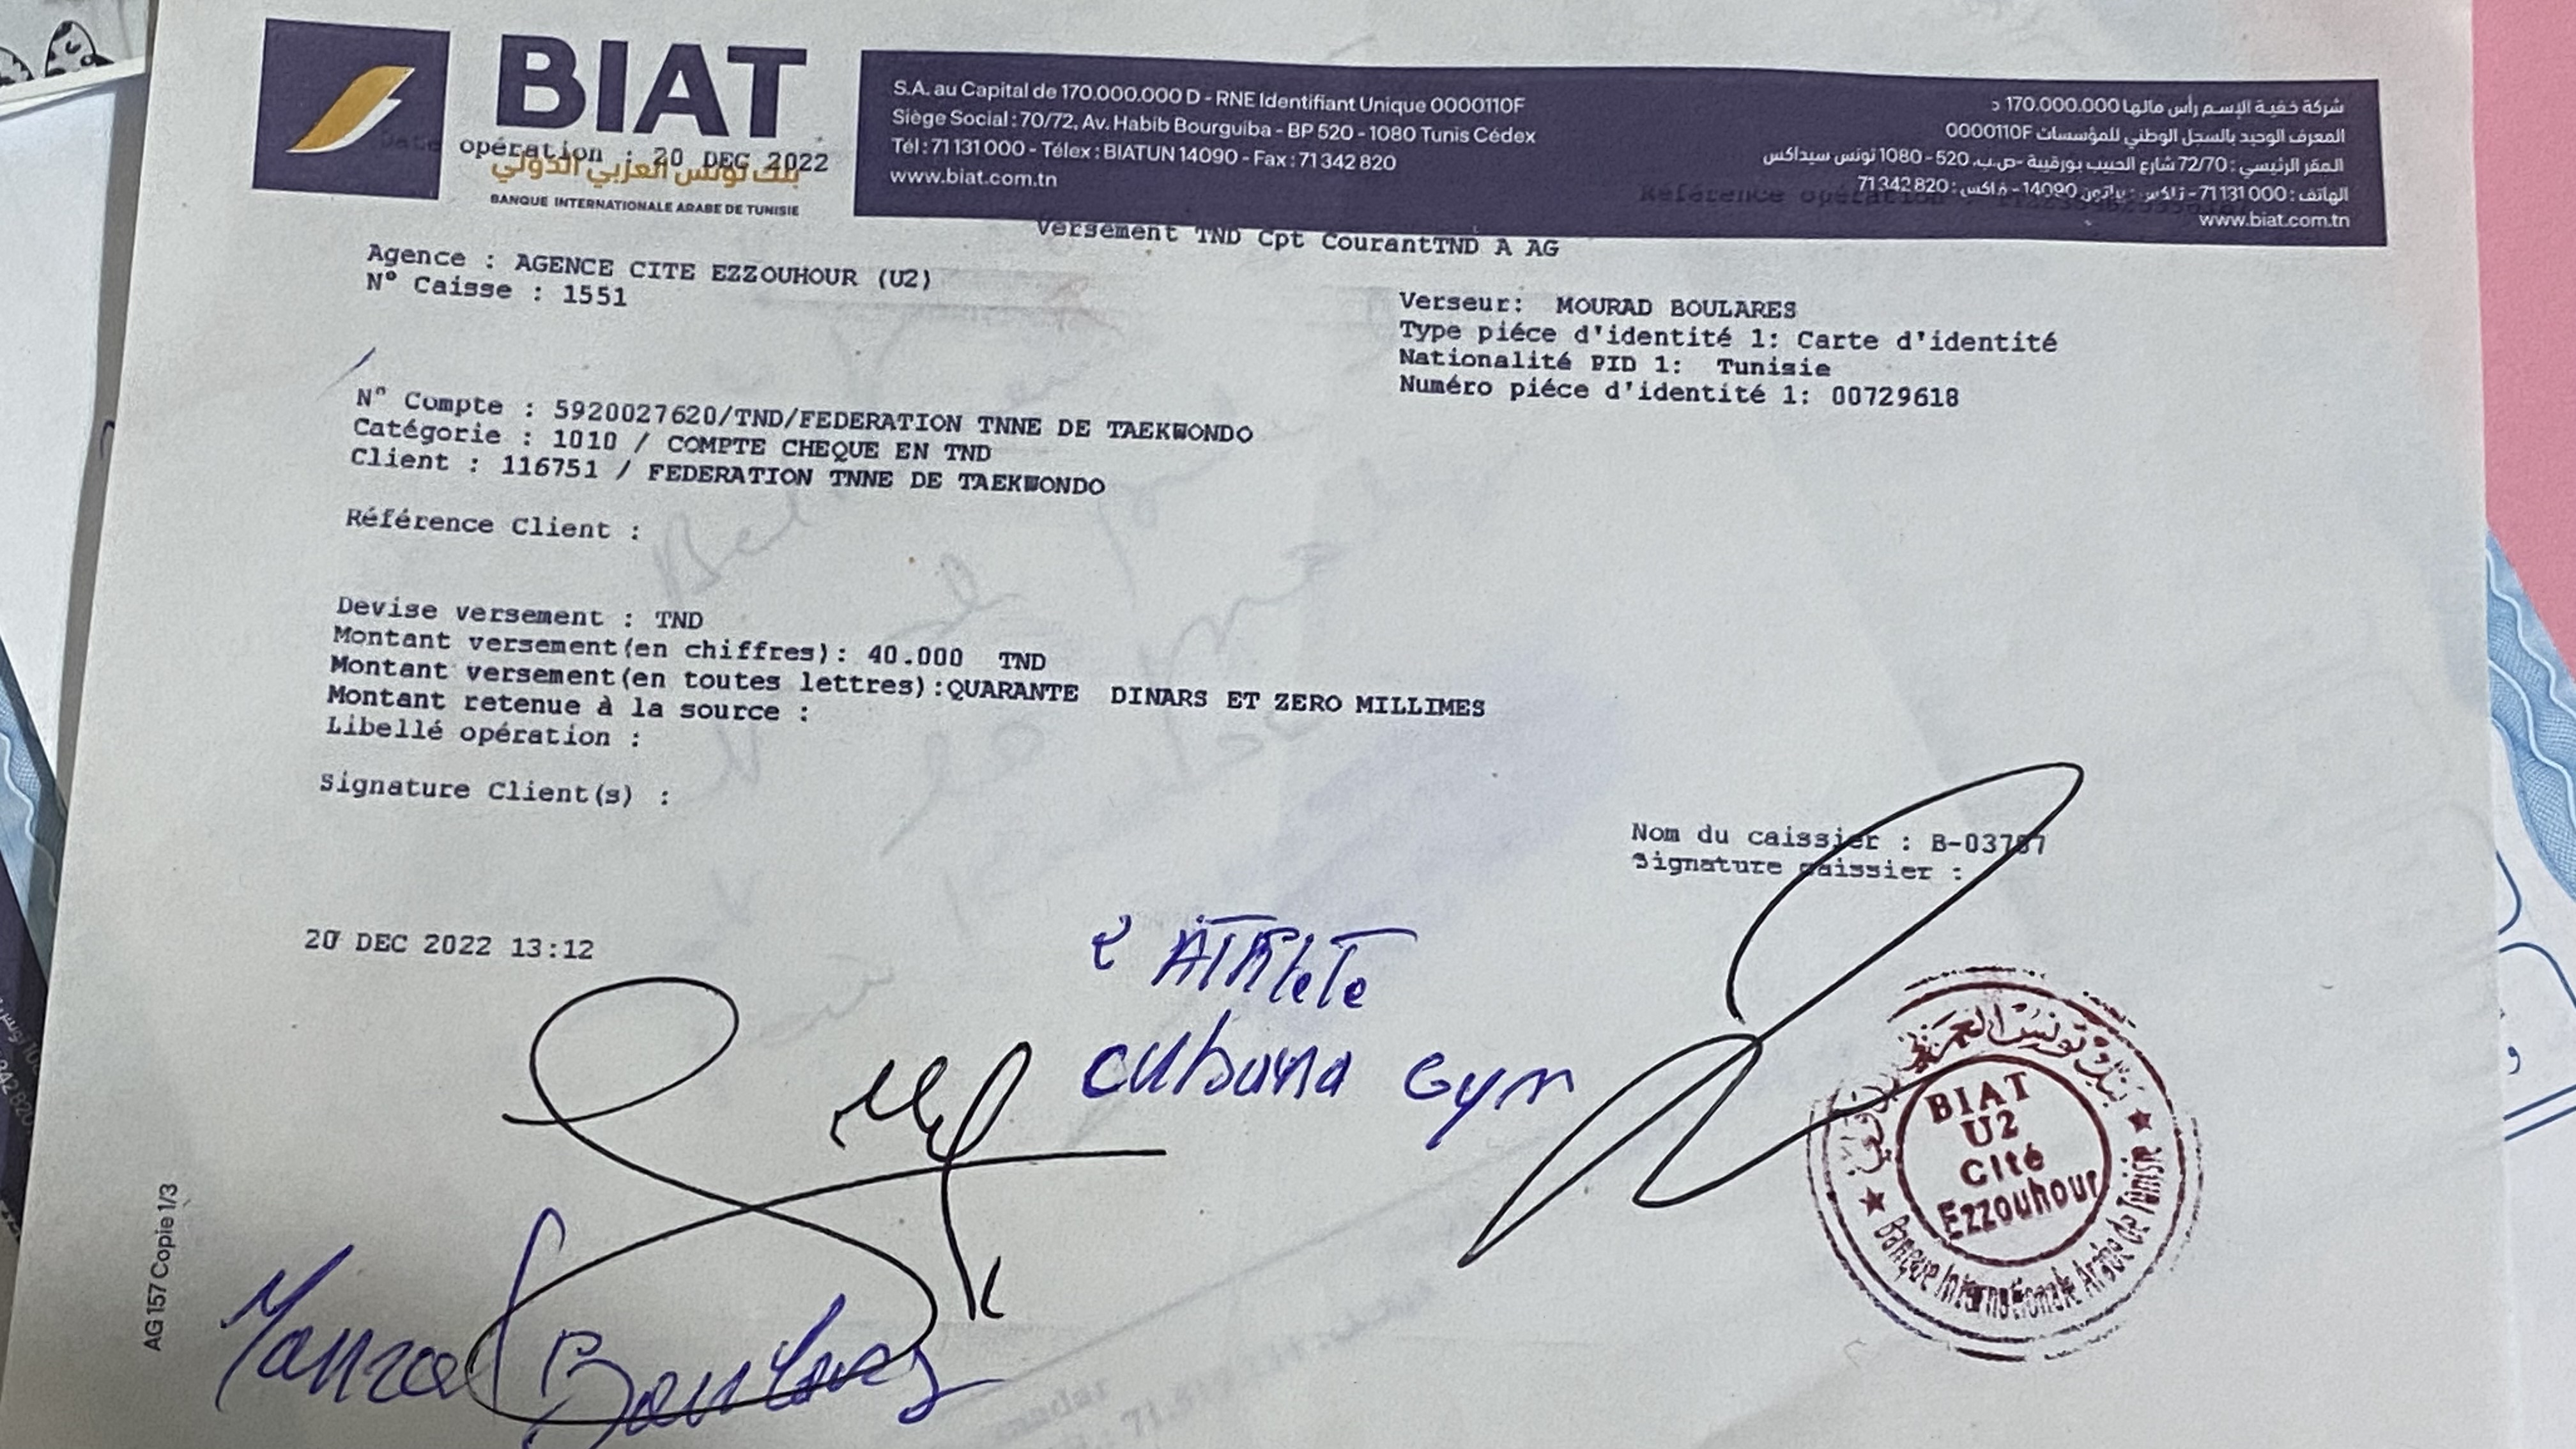 BIAT
Date opération : 20 DEC 2022
بنك تونس العربي الدولي
BANQUE INTERNATIONALE ARABE DE TUNISIE
S.A. au Capital de 170.000.000 D - RNE Identifiant Unique 0000110F
Siège Social : 70/72, Av. Habib Bourguiba - BP 520 - 1080 Tunis Cédex
Tél : 71 131 000 - Télex : BIATUN 14090 - Fax : 71 342 820
www.biat.com.tn
شركة خفية الإسم رأس مالها 170.000.000 د
المعرف الوحيد بالسجل الوطني للمؤسسات 0000110F
المقر الرئيسي : 72/70 شارع الحبيب بورقيبة -ص.ب. 520 - 1080 تونس سيداكس
الهاتف : 71 131 000 - تلكس : بياتون 14090 - فاكس : 71 342 820
www.biat.com.tn
Référence opération :
Versement TND Cpt CourantTND A AG
Agence : AGENCE CITE EZZOUHOUR (U2)
N° Caisse : 1551
Verseur: MOURAD BOULARES
Type piéce d'identité 1: Carte d'identité
Nationalité PID 1: Tunisie
Numéro piéce d'identité 1: 00729618
N° Compte : 5920027620/TND/FEDERATION TNNE DE TAEKWONDO
Catégorie : 1010 / COMPTE CHEQUE EN TND
Client : 116751 / FEDERATION TNNE DE TAEKWONDO
Référence Client :
Devise versement : TND
Montant versement(en chiffres): 40.000 TND
Montant versement(en toutes lettres):QUARANTE DINARS ET ZERO MILLIMES
Montant retenue à la source :
Libellé opération :
Signature Client(s) :
Nom du caissier : B-03787
Signature caissier :
20 DEC 2022 13:12
2 AThleTe
cubana Gym
Mourad Boulares
BIAT
U2
Cité
Ezzouhour
Banque Internationale Arabe de Tunisie
AG 157 Copie 1/3